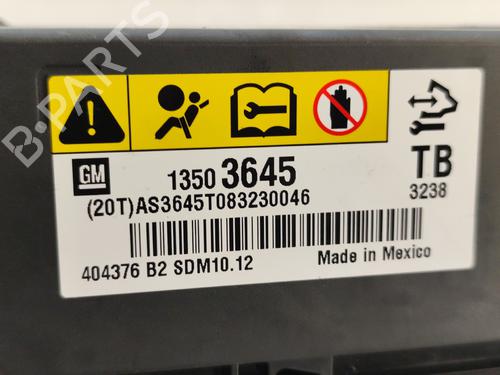 B-PARTS
GM
1350 3645
TB
3238
(20T)AS3645T083230046
404376 B2 SDM10.12
Made in Mexico